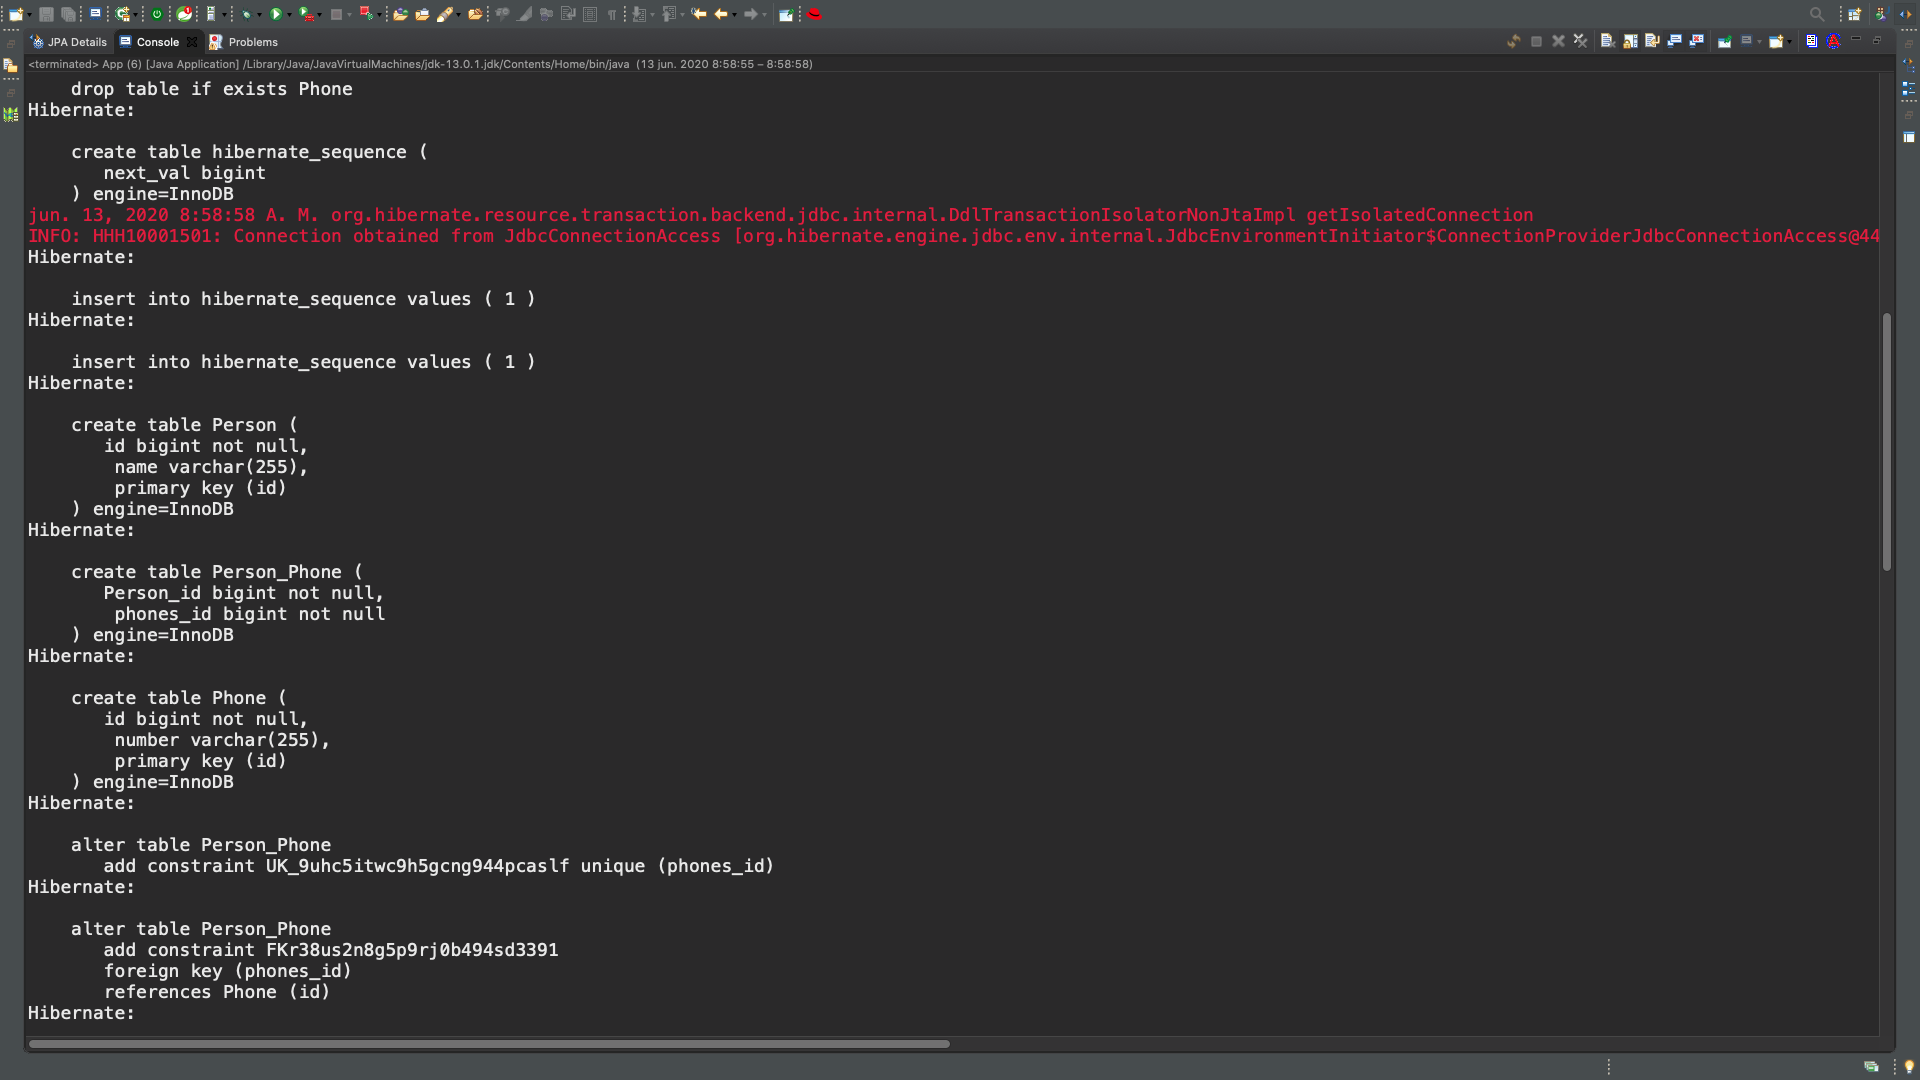 JPA Details Console Problems
<terminated> App (6) [Java Application] /Library/Java/JavaVirtualMachines/jdk-13.0.1.jdk/Contents/Home/bin/java (13 jun. 2020 8:58:55 – 8:58:58)
drop table if exists Phone
Hibernate:
create table hibernate_sequence (
next_val bigint
) engine=InnoDB
jun. 13, 2020 8:58:58 A. M. org.hibernate.resource.transaction.backend.jdbc.internal.DdlTransactionIsolatorNonJtaImpl getIsolatedConnection
INFO: HHH10001501: Connection obtained from JdbcConnectionAccess [org.hibernate.engine.jdbc.env.internal.JdbcEnvironmentInitiator$ConnectionProviderJdbcConnectionAccess@44
Hibernate:
insert into hibernate_sequence values ( 1 )
Hibernate:
insert into hibernate_sequence values ( 1 )
Hibernate:
create table Person (
id bigint not null,
name varchar(255),
primary key (id)
) engine=InnoDB
Hibernate:
create table Person_Phone (
Person_id bigint not null,
phones_id bigint not null
) engine=InnoDB
Hibernate:
create table Phone (
id bigint not null,
number varchar(255),
primary key (id)
) engine=InnoDB
Hibernate:
alter table Person_Phone
add constraint UK_9uhc5itwc9h5gcng944pcaslf unique (phones_id)
Hibernate:
alter table Person_Phone
add constraint FKr38us2n8g5p9rj0b494sd3391
foreign key (phones_id)
references Phone (id)
Hibernate: